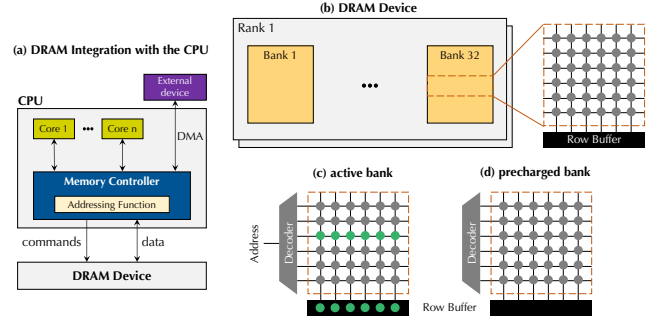 (a) DRAM Integration with the CPU
External
device
CPU
Core 1
•••
Core n
DMA
Memory Controller
Addressing Function
commands
data
DRAM Device
(b) DRAM Device
Rank 1
Bank 1
•••
Bank 32
Row Buffer
(c) active bank
Address
Decoder
Row Buffer
(d) precharged bank
Decoder